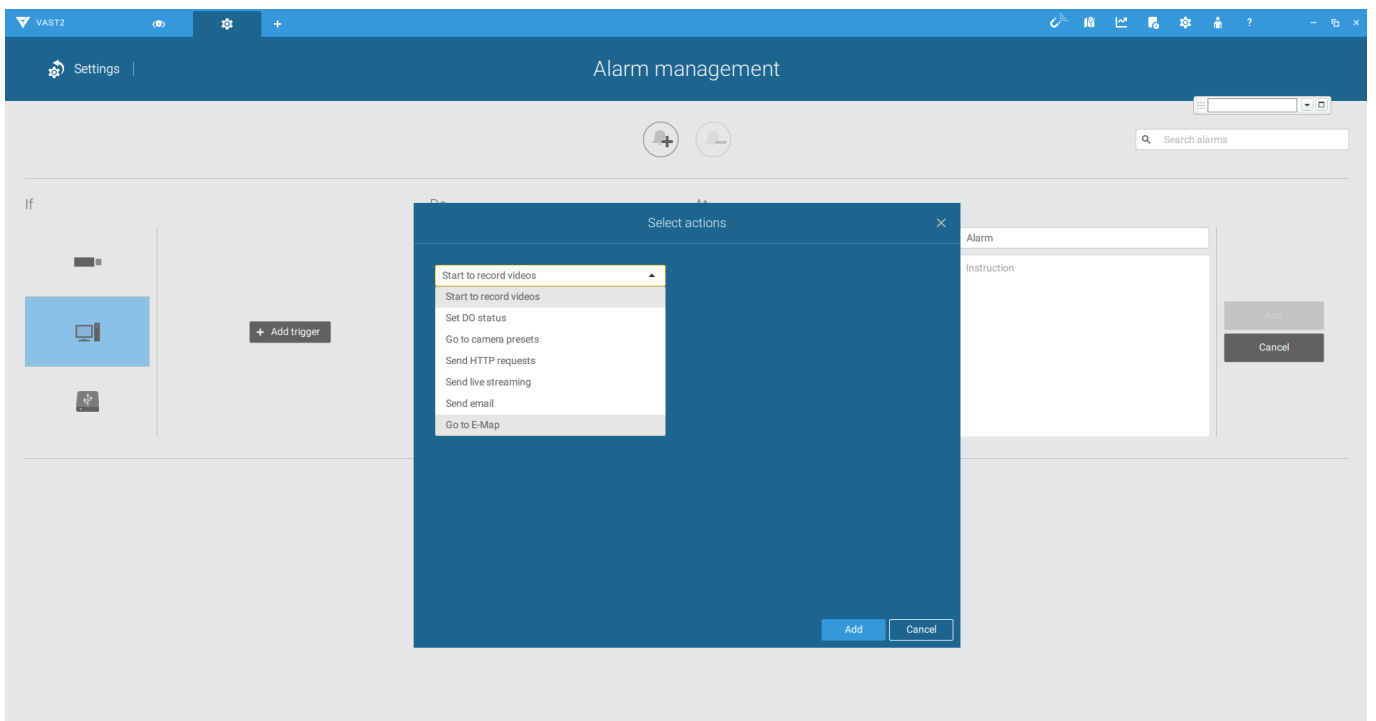 VAST2
?
Settings
Alarm management
Search alarms
If
Select actions
Alarm
Start to record videos
Instruction
Start to record videos
Set DO status
+ Add trigger
Add
Go to camera presets
Cancel
Send HTTP requests
Send live streaming
Send email
Go to E-Map
Add
Cancel